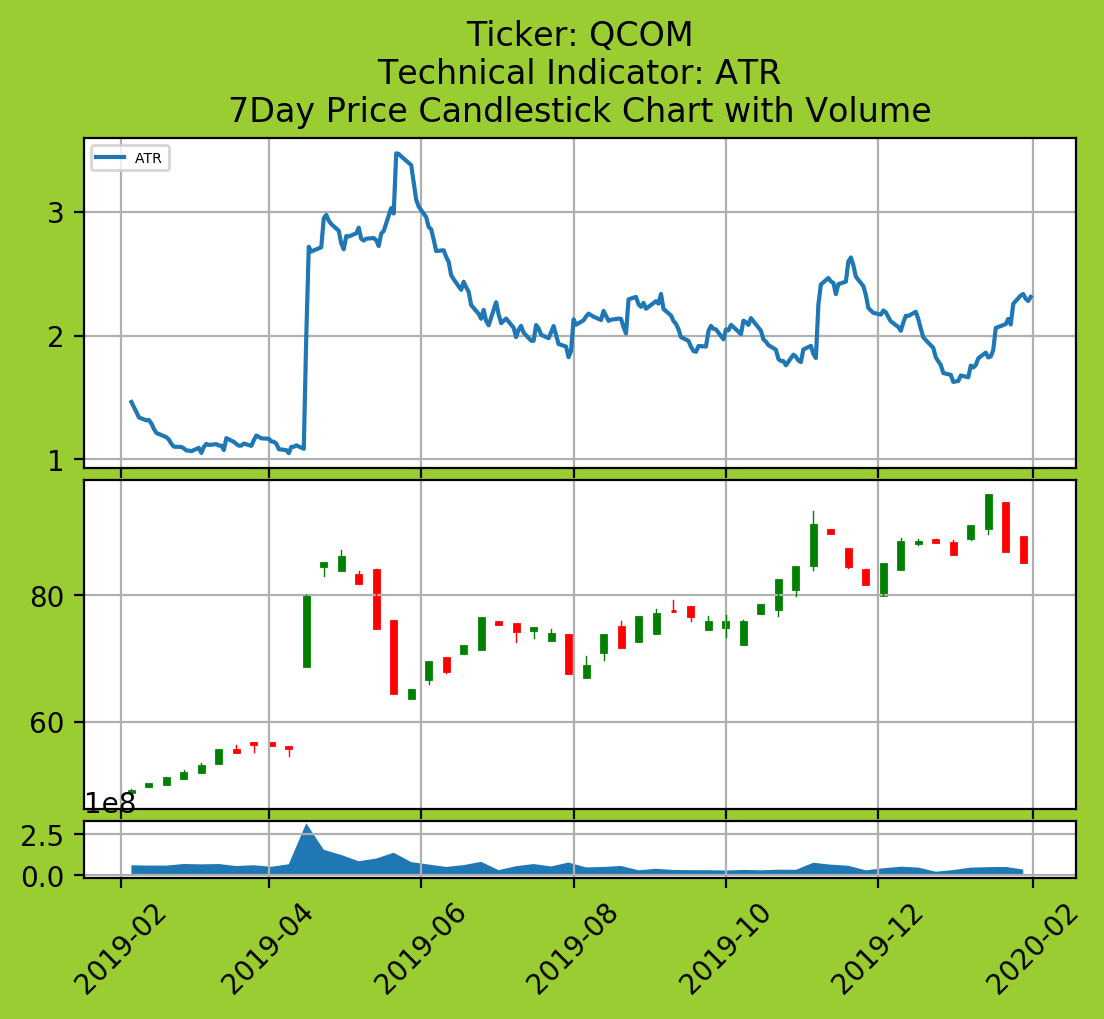 Ticker: QCOM
Technical Indicator: ATR
7Day Price Candlestick Chart with Volume
ATR
3
2
1
80
60
1e8
2.5
0.0
2019-02
2019-04
2019-06
2019-08
2019-10
2019-12
2020-02